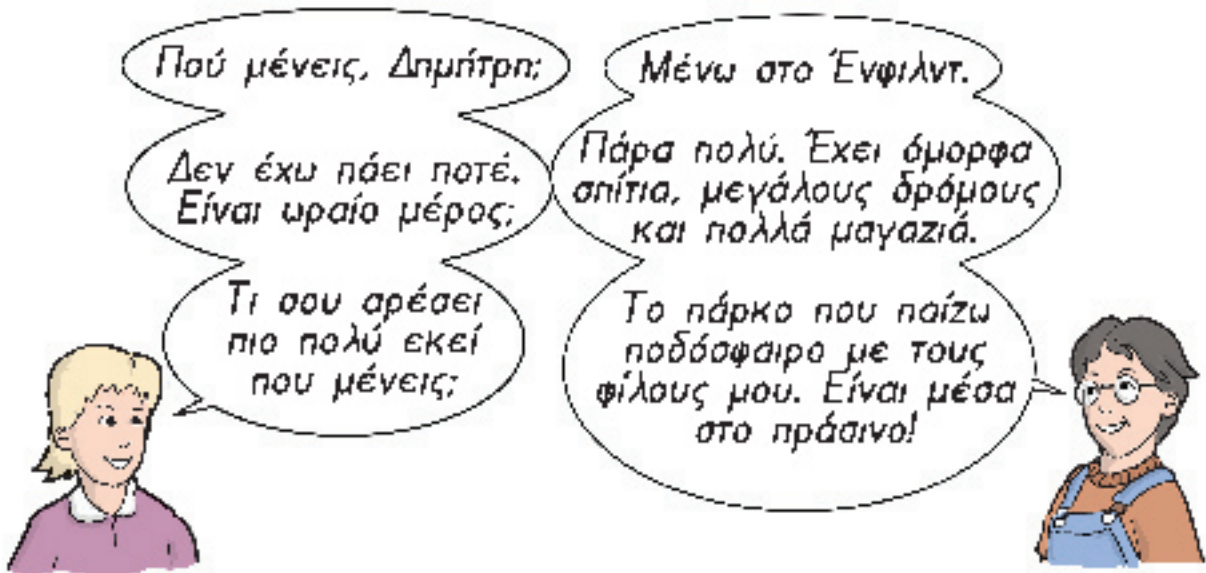 Πού μένεις, Δημήτρη;
Μένω στο Ένφιλντ.
Δεν έχω πάει ποτέ.
Είναι ωραίο μέρος;
Πάρα πολύ. Έχει όμορφα
σπίτια, μεγάλους δρόμους
και πολλά μαγαζιά.
Τι σου αρέσει
πιο πολύ εκεί
που μένεις;
Το πάρκο που παίζω
ποδόσφαιρο με τους
φίλους μου. Είναι μέσα
στο πράσινο!